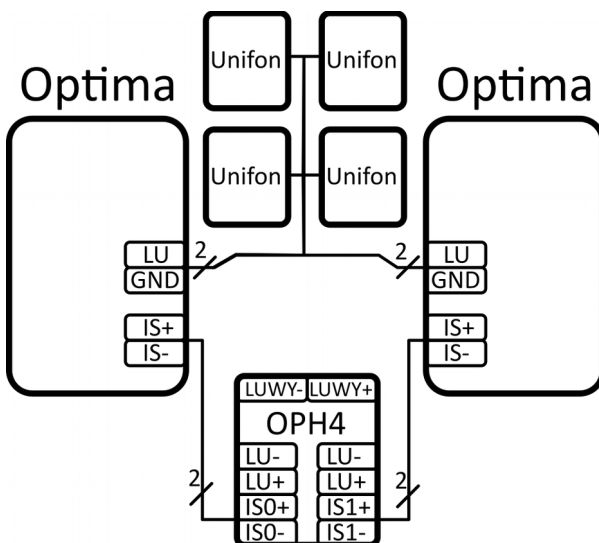 Unifon Unifon
Optima Optima
Unifon Unifon
LU 2 2 LU
GND GND
IS+ IS+
IS- IS-
LUWY- LUWY+
OPH4
LU- LU-
2 LU+ LU+ 2
IS0+ IS1+
IS0- IS1-